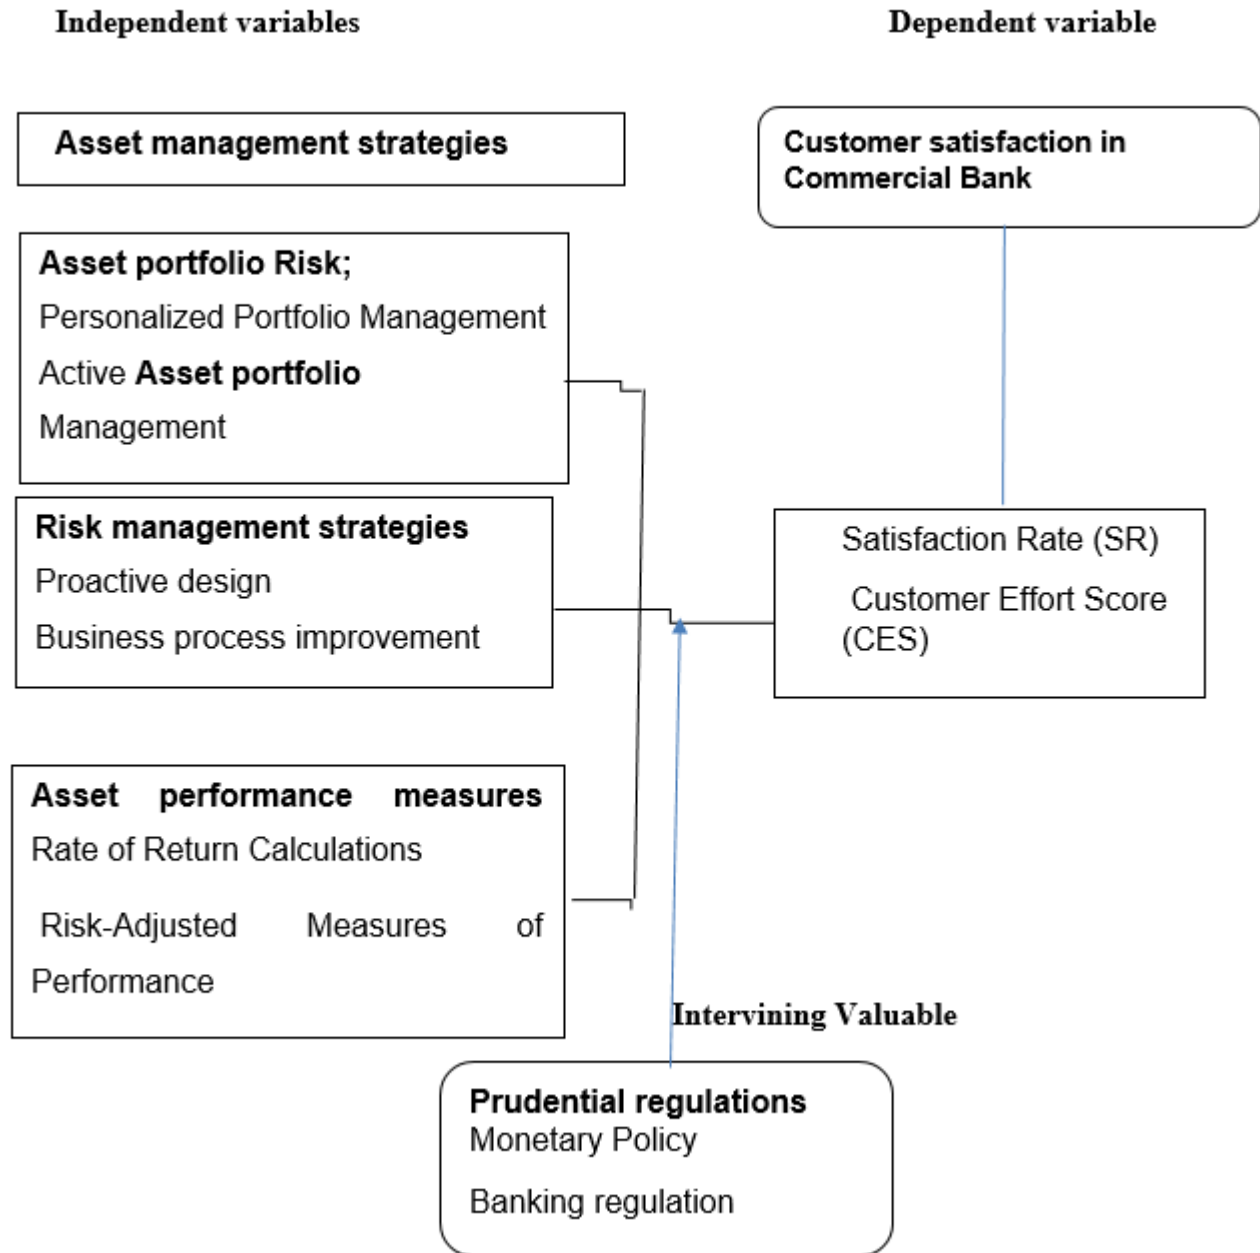 Independent variables
Dependent variable
Asset management strategies
Customer satisfaction in
Commercial Bank
Asset portfolio Risk;
Personalized Portfolio Management
Active Asset portfolio
Management
Risk management strategies
Proactive design
Business process improvement
Satisfaction Rate (SR)
Customer Effort Score
(CES)
Asset performance measures
Rate of Return Calculations
Risk-Adjusted Measures of
Performance
Intervining Valuable
Prudential regulations
Monetary Policy
Banking regulation